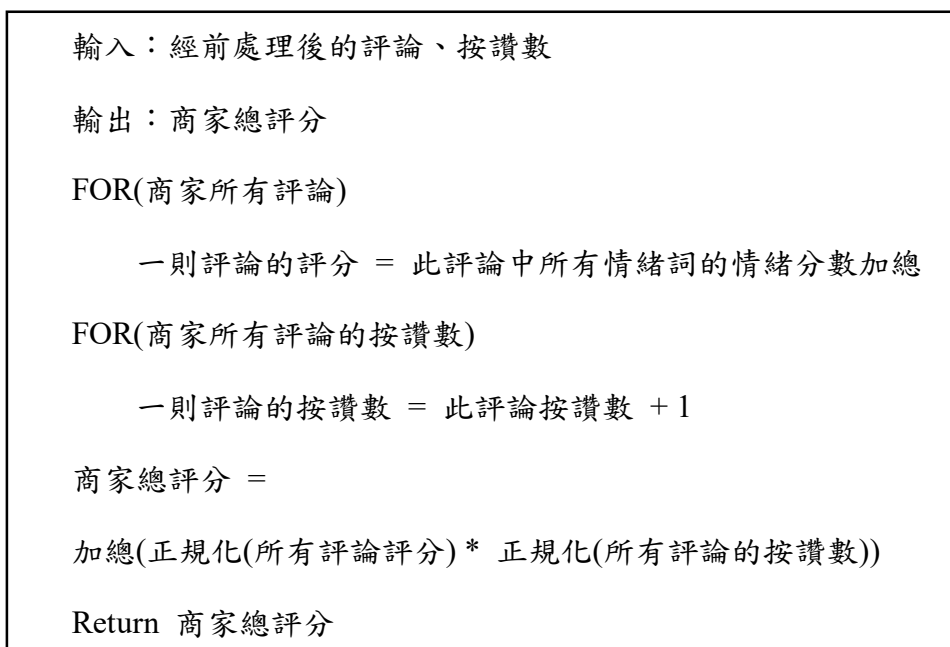 輸入：經前處理後的評論、按讚數
輸出：商家總評分
FOR(商家所有評論)
一則評論的評分 = 此評論中所有情緒詞的情緒分數加總
FOR(商家所有評論的按讚數)
一則評論的按讚數 = 此評論按讚數 + 1
商家總評分 =
加總(正規化(所有評論評分) * 正規化(所有評論的按讚數))
Return 商家總評分